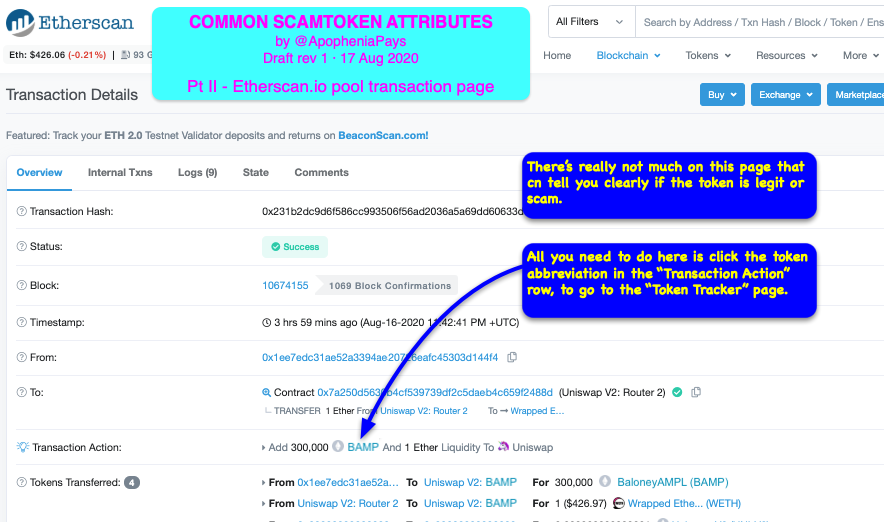 Etherscan
COMMON SCAMTOKEN ATTRIBUTES
by @ApopheniaPays
Draft rev 1 · 17 Aug 2020
Pt II - Etherscan.io pool transaction page
All Filters
Search by Address / Txn Hash / Block / Token / Ens
Eth: $426.06 (-0.21%) | 93 G
Home Blockchain Tokens Resources More
Transaction Details
Buy Exchange Marketplace
Featured: Track your ETH 2.0 Testnet Validator deposits and returns on BeaconScan.com!
Overview Internal Txns Logs (9) State Comments
There's really not much on this page that
cn tell you clearly if the token is legit or
scam.
Transaction Hash: 0x231b2dc9d6f586cc993506f56ad2036a5a69dd60633d
Status: Success
All you need to do here is click the token
abbreviation in the "Transaction Action"
row, to go to the "Token Tracker" page.
Block: 10674155 1069 Block Confirmations
Timestamp: 3 hrs 59 mins ago (Aug-16-2020 11:42:41 PM +UTC)
From:
To: Contract (Uniswap V2: Router 2)
TRANSFER 1 Ether From Uniswap V2: Router 2 To → Wrapped E...
Transaction Action: Add 300,000 BAMP And 1 Ether Liquidity To Uniswap
Tokens Transferred: 4 From 0x1ee7edc31ae52a... To Uniswap V2: BAMP For 300,000 BaloneyAMPL (BAMP)
From Uniswap V2: Router 2 To Uniswap V2: BAMP For 1 ($426.97) Wrapped Ethe... (WETH)